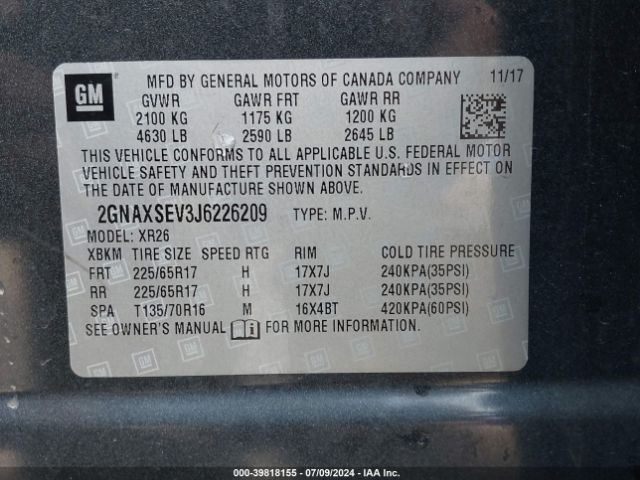 GM
MFD BY GENERAL MOTORS OF CANADA COMPANY 11/17
GVWR GAWR FRT GAWR RR
2100 KG 1175 KG 1200 KG
4630 LB 2590 LB 2645 LB
THIS VEHICLE CONFORMS TO ALL APPLICABLE U.S. FEDERAL MOTOR
VEHICLE SAFETY AND THEFT PREVENTION STANDARDS IN EFFECT ON
THE DATE OF MANUFACTURE SHOWN ABOVE.
2GNAXSEV3J6226209 TYPE: M.P.V.
MODEL: XR26
XBKM TIRE SIZE SPEED RTG RIM COLD TIRE PRESSURE
FRT 225/65R17 H 17X7J 240KPA(35PSI)
RR 225/65R17 H 17X7J 240KPA(35PSI)
SPA T135/70R16 M 16X4BT 420KPA(60PSI)
SEE OWNER'S MANUAL FOR MORE INFORMATION.
000-39818155 - 07/09/2024 - IAA Inc.